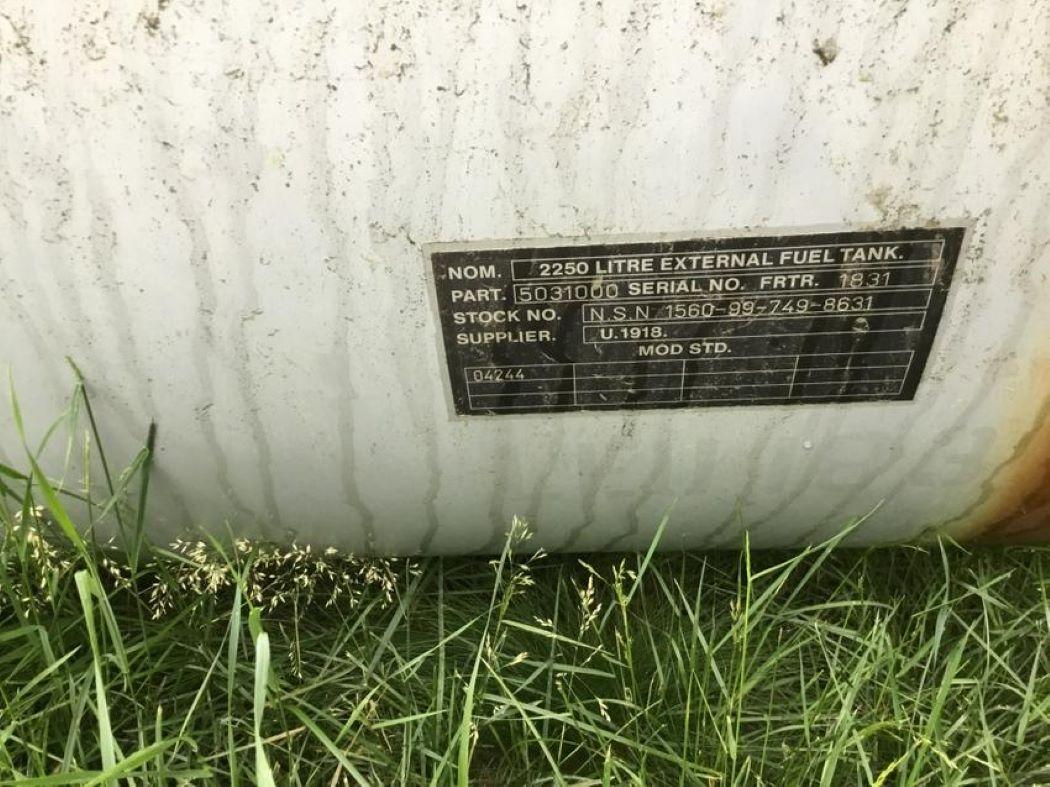 NOM. 2250 LITRE EXTERNAL FUEL TANK.
PART. 5031000 SERIAL NO. FRTR. 1831
STOCK NO. N.S.N 1560-99-749-8631
SUPPLIER. U.1918.
MOD STD.
04244